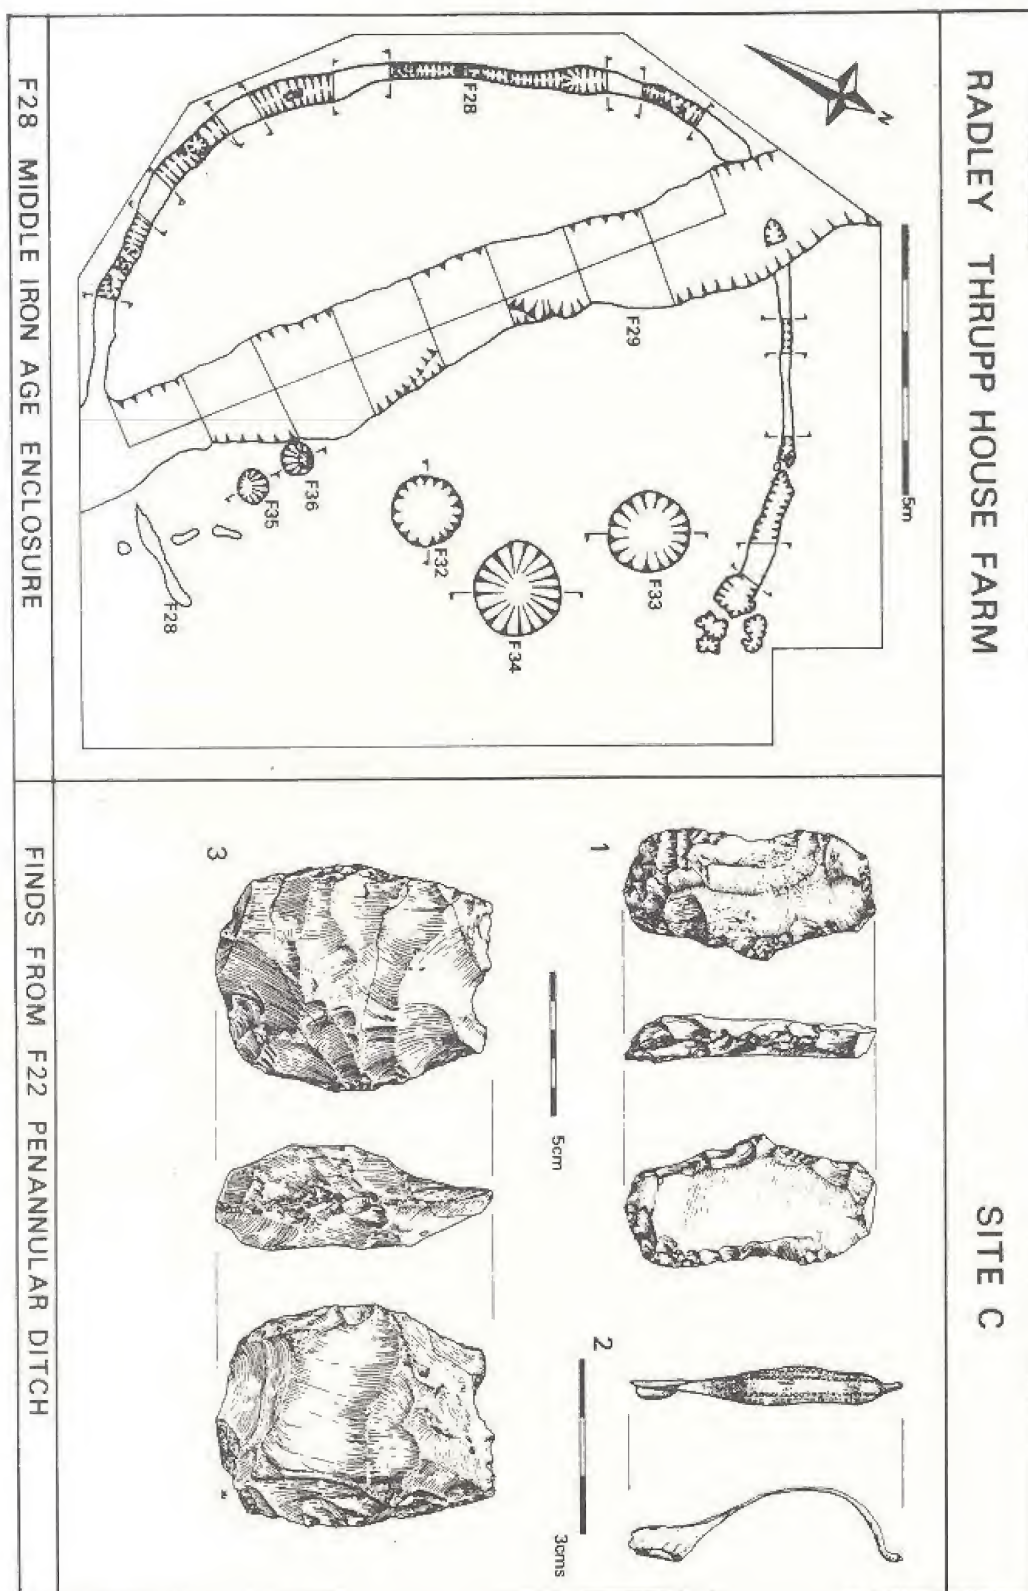 RADLEY THRUPP HOUSE FARM
SITE C
N
5m
F28
F29
F33
F34
F32
F36
F35
F28
1
2
3
5cm
3cms
F28 MIDDLE IRON AGE ENCLOSURE
FINDS FROM F22 PENANNULAR DITCH